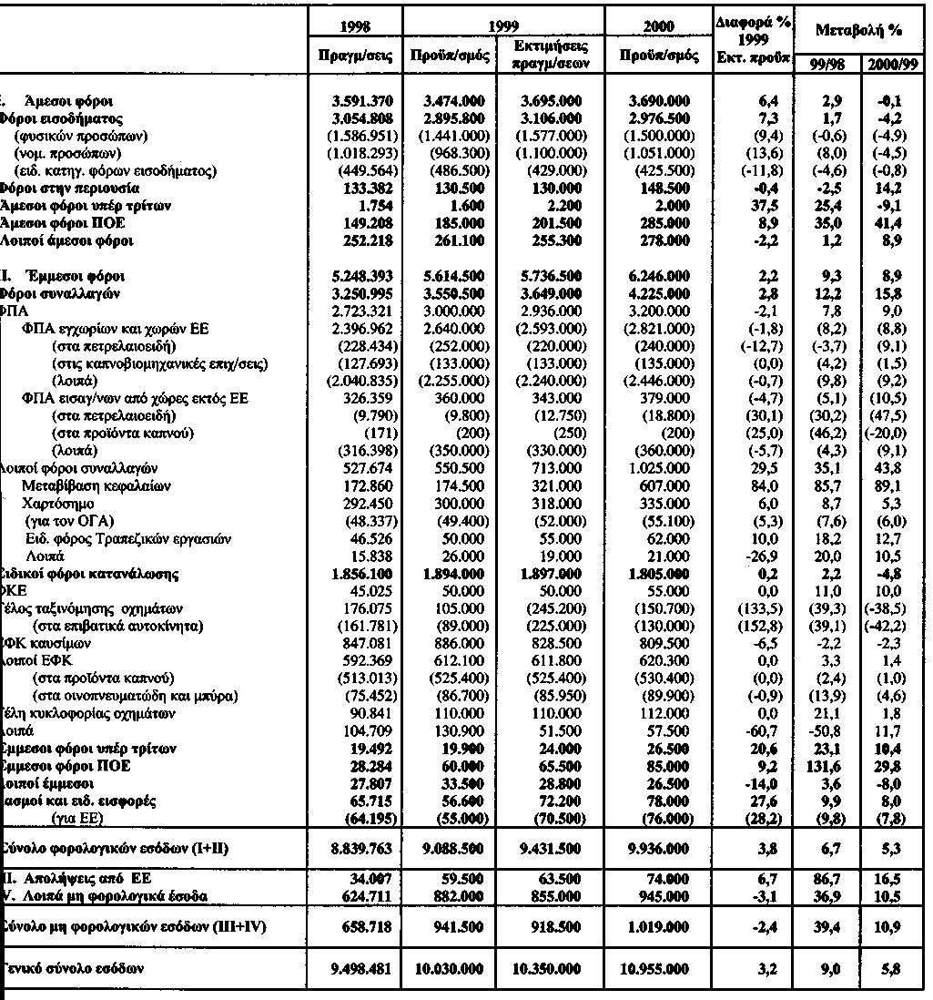 1998 1999 2000 Διαφορά % 1999 Εκτ. προϋπ Μεταβολή %
Πραγμ/σεις Προϋπ/σμός Εκτιμήσεις πραγμ/σεων Προϋπ/σμός 99/98 2000/99
Ι. Άμεσοι φόροι 3.591.370 3.474.000 3.695.000 3.690.000 6,4 2,9 -0,1
Φόροι εισοδήματος 3.054.808 2.895.800 3.106.000 2.976.500 7,3 1,7 -4,2
(φυσικών προσώπων) (1.586.951) (1.441.000) (1.577.000) (1.500.000) (9,4) (-0,6) (-4,9)
(νομ. προσώπων) (1.018.293) (968.300) (1.100.000) (1.051.000) (13,6) (8,0) (-4,5)
(ειδ. κατηγ. φόρων εισοδήματος) (449.564) (486.500) (429.000) (425.500) (-11,8) (-4,6) (-0,8)
Φόροι στην περιουσία 133.382 130.500 130.000 148.500 -0,4 -2,5 14,2
Άμεσοι φόροι υπέρ τρίτων 1.754 1.600 2.200 2.000 37,5 25,4 -9,1
Άμεσοι φόροι ΠΟΕ 149.208 185.000 201.500 285.000 8,9 35,0 41,4
Λοιποί άμεσοι φόροι 252.218 261.100 255.300 278.000 -2,2 1,2 8,9
ΙΙ. Έμμεσοι φόροι 5.248.393 5.614.500 5.736.500 6.246.000 2,2 9,3 8,9
Φόροι συναλλαγών 3.250.995 3.550.500 3.649.000 4.225.000 2,8 12,2 15,8
ΦΠΑ 2.723.321 3.000.000 2.936.000 3.200.000 -2,1 7,8 9,0
ΦΠΑ εγχωρίων και χωρών ΕΕ 2.396.962 2.640.000 (2.593.000) (2.821.000) (-1,8) (8,2) (8,8)
(στα πετρελαιοειδή) (228.434) (252.000) (220.000) (240.000) (-12,7) (-3,7) (9,1)
(στις καπνοβιομηχανικές επιχ/σεις) (127.693) (133.000) (133.000) (135.000) (0,0) (4,2) (1,5)
(λοιπά) (2.040.835) (2.255.000) (2.240.000) (2.446.000) (-0,7) (9,8) (9,2)
ΦΠΑ εισαγ/νων από χώρες εκτός ΕΕ 326.359 360.000 343.000 379.000 (-4,7) (5,1) (10,5)
(στα πετρελαιοειδή) (9.790) (9.800) (12.750) (18.800) (30,1) (30,2) (47,5)
(στα προϊόντα καπνού) (171) (200) (250) (200) (25,0) (46,2) (-20,0)
(λοιπά) (316.398) (350.000) (330.000) (360.000) (-5,7) (4,3) (9,1)
Λοιποί φόροι συναλλαγών 527.674 550.500 713.000 1.025.000 29,5 35,1 43,8
Μεταβίβαση κεφαλαίων 172.860 174.500 321.000 607.000 84,0 85,7 89,1
Χαρτόσημο 292.450 300.000 318.000 335.000 6,0 8,7 5,3
(για τον ΟΓΑ) (48.337) (49.400) (52.000) (55.100) (5,3) (7,6) (6,0)
Ειδ. φόρος Τραπεζικών εργασιών 46.526 50.000 55.000 62.000 10,0 18,2 12,7
Λοιπά 15.838 26.000 19.000 21.000 -26,9 20,0 10,5
Ειδικοί φόροι κατανάλωσης 1.856.100 1.894.000 1.897.000 1.805.000 0,2 2,2 -4,8
ΦΚΕ 45.025 50.000 50.000 55.000 0,0 11,0 10,0
Τέλος ταξινόμησης οχημάτων 176.075 105.000 (245.200) (150.700) (133,5) (39,3) (-38,5)
(στα επιβατικά αυτοκίνητα) (161.781) (89.000) (225.000) (130.000) (152,8) (39,1) (-42,2)
ΕΦΚ καυσίμων 847.081 886.000 828.500 809.500 -6,5 -2,2 -2,3
Λοιποί ΕΦΚ 592.369 612.100 611.800 620.300 0,0 3,3 1,4
(στα προϊόντα καπνού) (513.013) (525.400) (525.400) (530.400) (0,0) (2,4) (1,0)
(στα οινοπνευματώδη και μπύρα) (75.452) (86.700) (85.950) (89.900) (-0,9) (13,9) (4,6)
Τέλη κυκλοφορίας οχημάτων 90.841 110.000 110.000 112.000 0,0 21,1 1,8
Λοιπά 104.709 130.900 51.500 57.500 -60,7 -50,8 11,7
Έμμεσοι φόροι υπέρ τρίτων 19.492 19.900 24.000 26.500 20,6 23,1 10,4
Έμμεσοι φόροι ΠΟΕ 28.284 60.000 65.500 85.000 9,2 131,6 29,8
Λοιποί έμμεσοι 27.807 33.500 28.800 26.500 -14,0 3,6 -8,0
Δασμοί και ειδ. εισφορές 65.715 56.600 72.200 78.000 27,6 9,9 8,0
(για ΕΕ) (64.195) (55.000) (70.500) (76.000) (28,2) (9,8) (7,8)
Σύνολο φορολογικών εσόδων (Ι+ΙΙ) 8.839.763 9.088.500 9.431.500 9.936.000 3,8 6,7 5,3
ΙΙΙ. Απολήψεις από ΕΕ 34.007 59.500 63.500 74.000 6,7 86,7 16,5
ΙV. Λοιπά μη φορολογικά έσοδα 624.711 882.000 855.000 945.000 -3,1 36,9 10,5
Σύνολο μη φορολογικών εσόδων (ΙΙΙ+ΙV) 658.718 941.500 918.500 1.019.000 -2,4 39,4 10,9
Γενικό σύνολο εσόδων 9.498.481 10.030.000 10.350.000 10.955.000 3,2 9,0 5,8